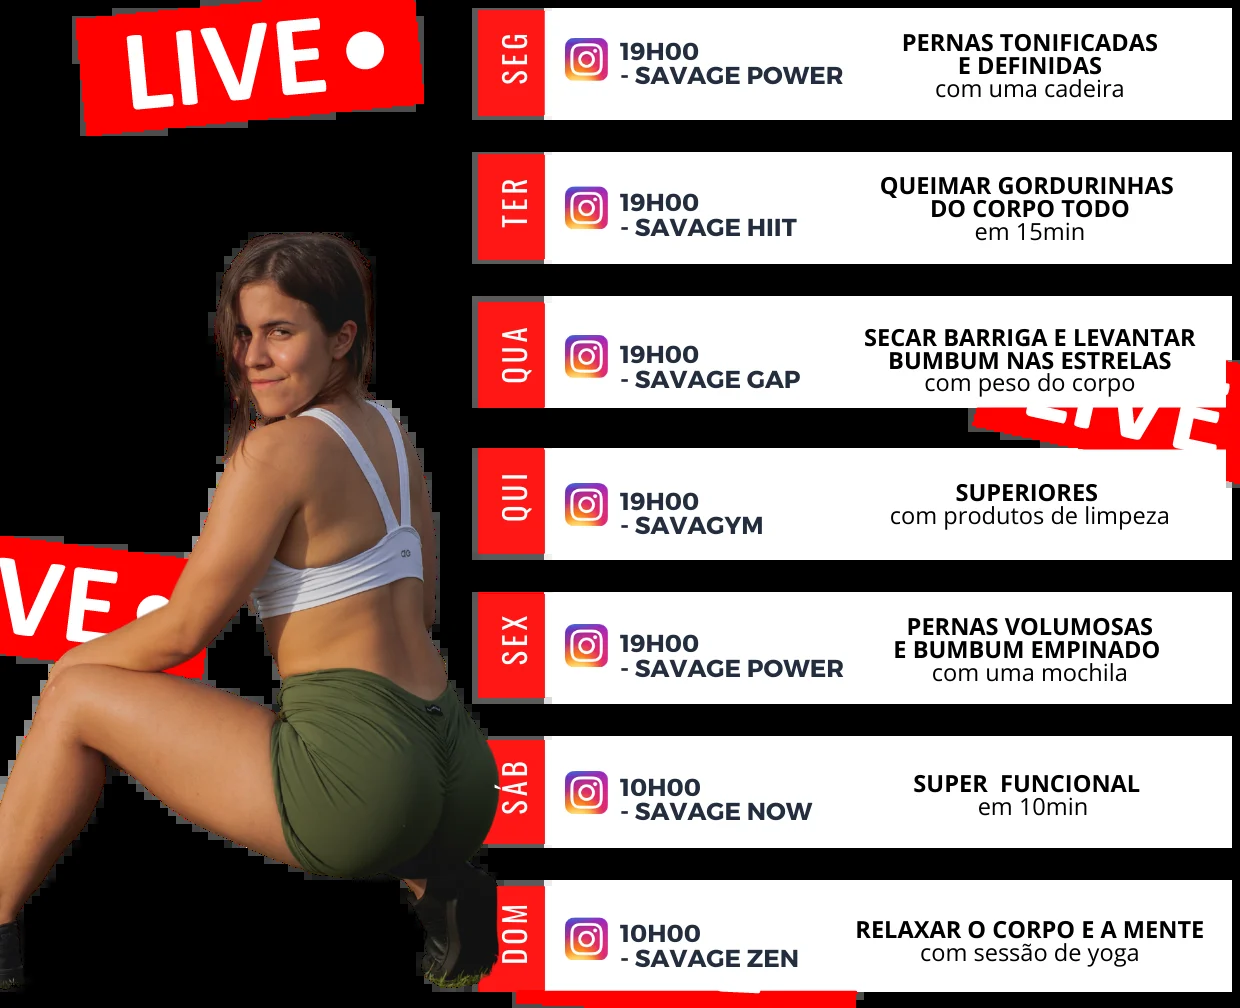 LIVE
SEG
19H00
- SAVAGE POWER
PERNAS TONIFICADAS
E DEFINIDAS
com uma cadeira
TER
19H00
- SAVAGE HIIT
QUEIMAR GORDURINHAS
DO CORPO TODO
em 15min
QUA
19H00
- SAVAGE GAP
SECAR BARRIGA E LEVANTAR
BUMBUM NAS ESTRELAS
com peso do corpo
LIVE
QUI
19H00
- SAVAGYM
SUPERIORES
com produtos de limpeza
VE
SEX
19H00
- SAVAGE POWER
PERNAS VOLUMOSAS
E BUMBUM EMPINADO
com uma mochila
SÁB
10H00
- SAVAGE NOW
SUPER  FUNCIONAL
em 10min
DOM
10H00
- SAVAGE ZEN
RELAXAR O CORPO E A MENTE
com sessão de yoga